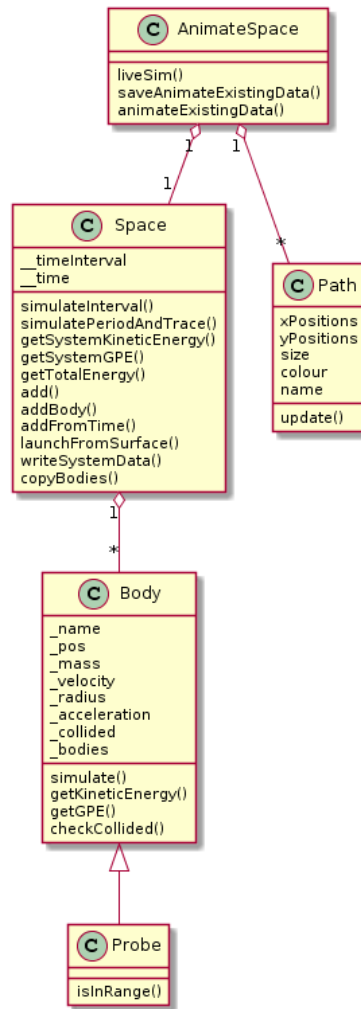 C AnimateSpace
liveSim()
saveAnimateExistingData()
animateExistingData()
1
1
1
*
C Space
__timeInterval
__time
simulateInterval()
simulatePeriodAndTrace()
getSystemKineticEnergy()
getSystemGPE()
getTotalEnergy()
add()
addBody()
addFromTime()
launchFromSurface()
writeSystemData()
copyBodies()
C Path
xPositions
yPositions
size
colour
name
update()
1
*
C Body
_name
_pos
_mass
_velocity
_radius
_acceleration
_collided
_bodies
simulate()
getKineticEnergy()
getGPE()
checkCollided()
C Probe
isInRange()